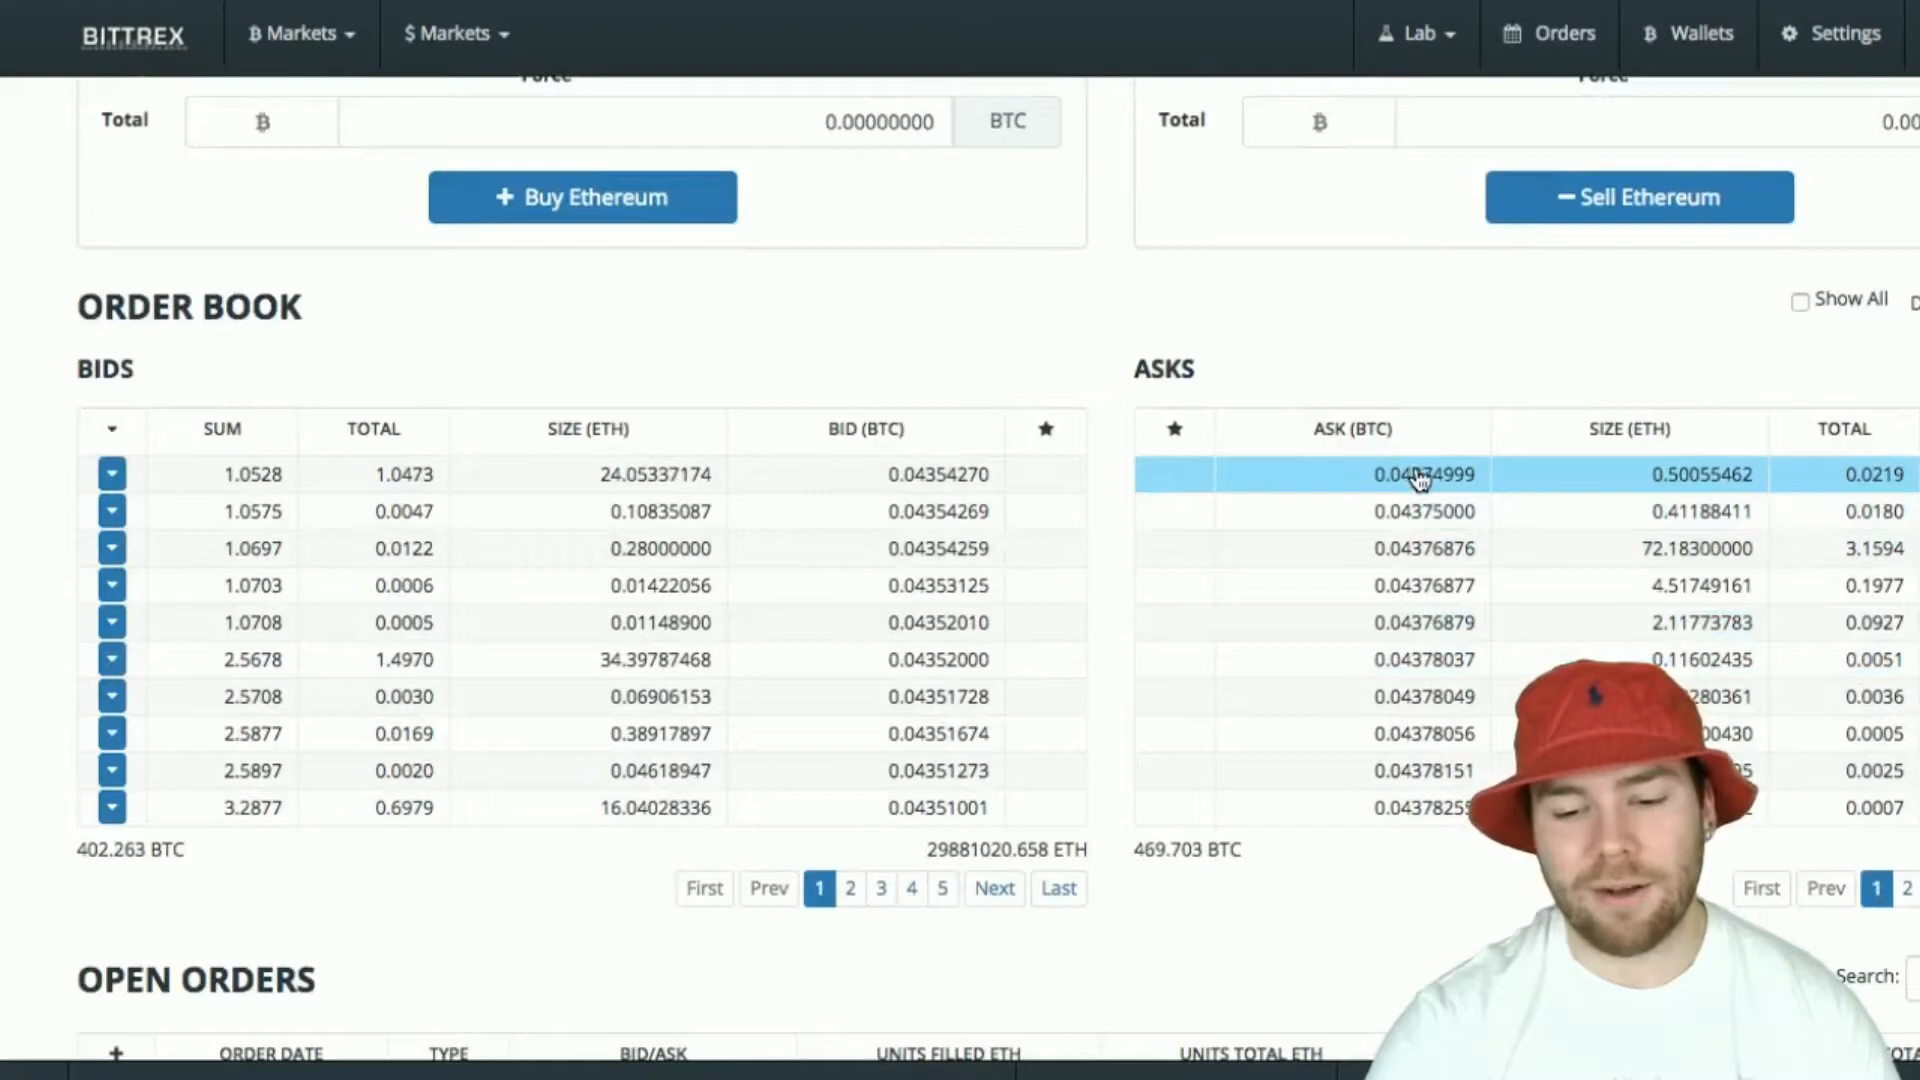 BITTREX
Ƀ Markets
$ Markets
Lab
Orders
Ƀ Wallets
Settings
Total Ƀ 0.00000000 BTC
Total Ƀ
+ Buy Ethereum
− Sell Ethereum
ORDER BOOK
Show All
BIDS
SUM TOTAL SIZE (ETH) BID (BTC) ★
1.0528 1.0473 24.05337174 0.04354270
1.0575 0.0047 0.10835087 0.04354269
1.0697 0.0122 0.28000000 0.04354259
1.0703 0.0006 0.01422056 0.04353125
1.0708 0.0005 0.01148900 0.04352010
2.5678 1.4970 34.39787468 0.04352000
2.5708 0.0030 0.06906153 0.04351728
2.5877 0.0169 0.38917897 0.04351674
2.5897 0.0020 0.04618947 0.04351273
3.2877 0.6979 16.04028336 0.04351001
402.263 BTC 29881020.658 ETH
First Prev 1 2 3 4 5 Next Last
ASKS
★ ASK (BTC) SIZE (ETH) TOTAL
0.50055462 0.0219
0.04375000 0.41188411 0.0180
0.04376876 72.18300000 3.1594
0.04376877 4.51749161 0.1977
0.04376879 2.11773783 0.0927
0.04378037 0.11602435 0.0051
0.04378049 0.0036
0.04378056 0.0005
0.04378151 0.0025
0.0007
469.703 BTC
First Prev 1 2
OPEN ORDERS
Search:
+ ORDER DATE TYPE BID/ASK UNITS FILLED ETH UNITS TOTAL ETH